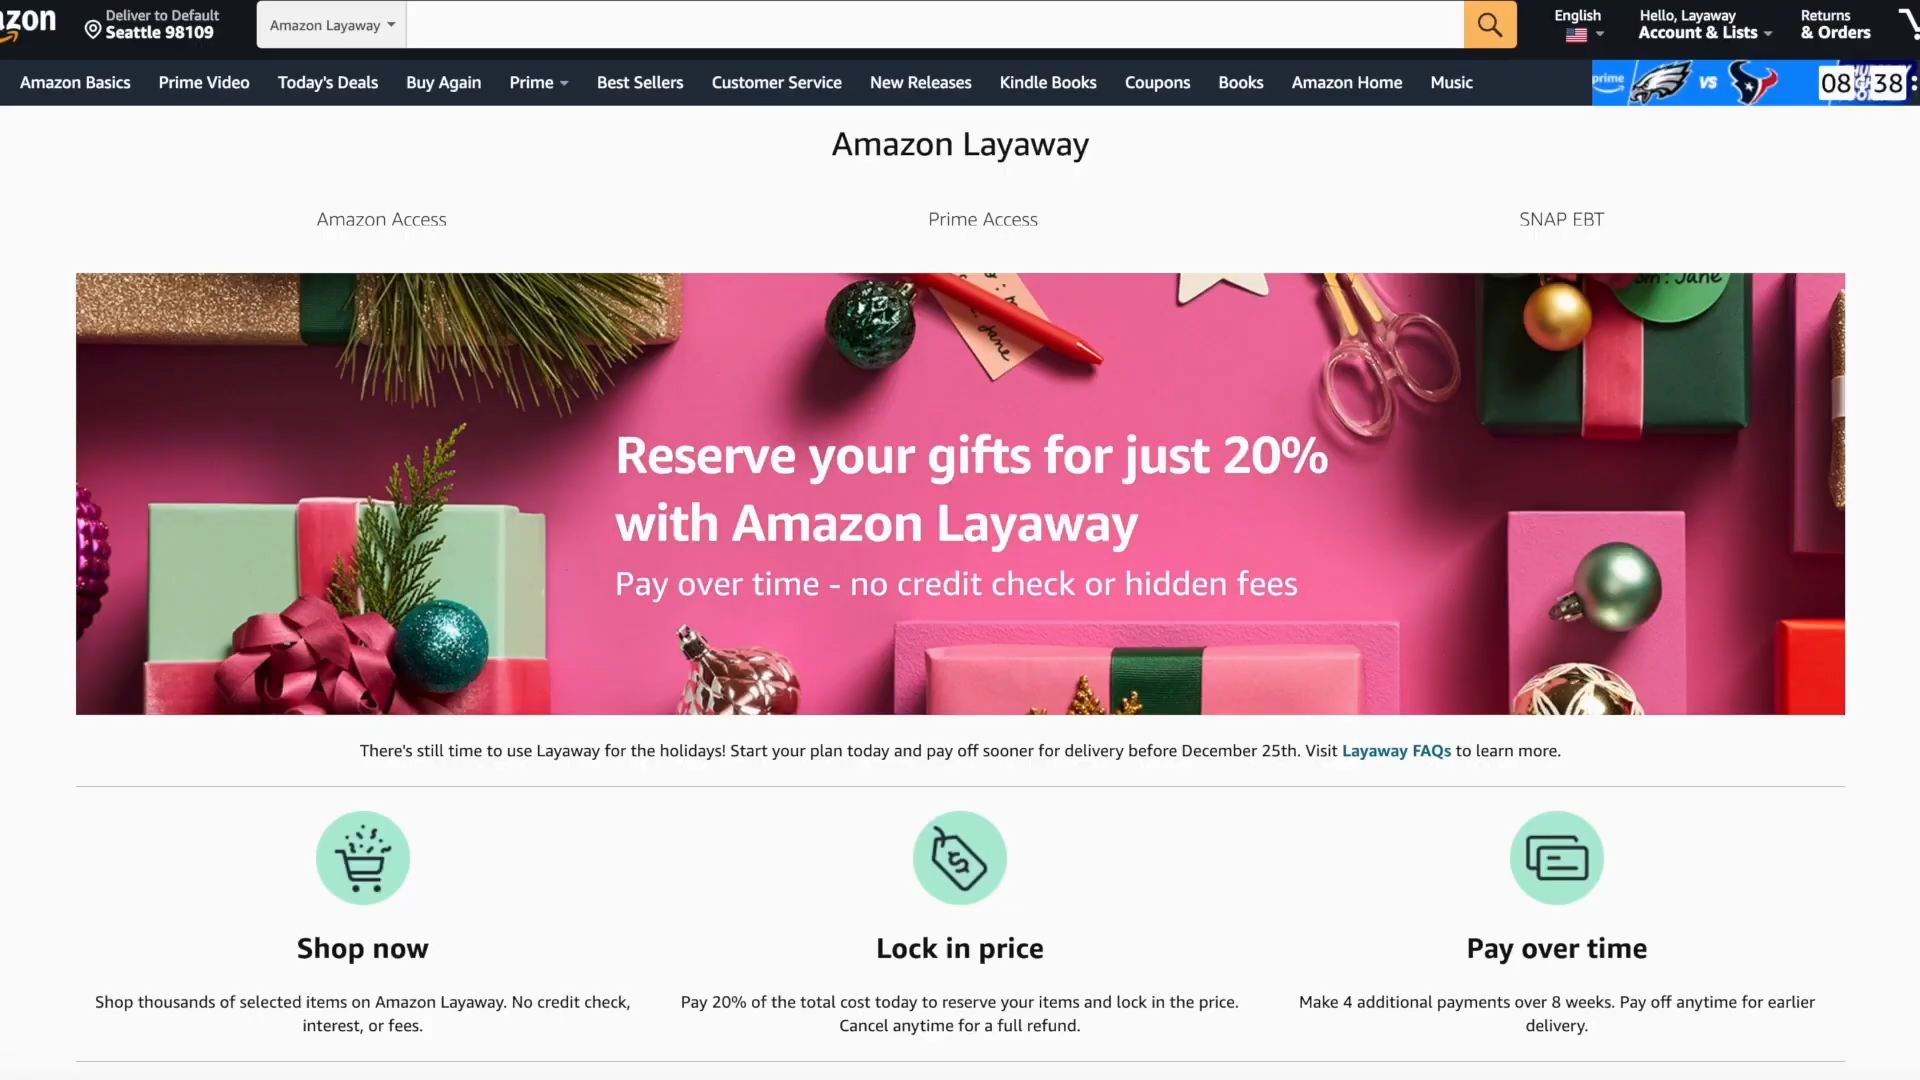 zon
Deliver to Default
Seattle 98109
Amazon Layaway
English
Hello, Layaway
Account & Lists
Returns
& Orders
Amazon Basics
Prime Video
Today's Deals
Buy Again
Prime
Best Sellers
Customer Service
New Releases
Kindle Books
Coupons
Books
Amazon Home
Music
prime
VS
08 38 :
Amazon Layaway
Amazon Access
Prime Access
SNAP EBT
Jane
Jane
Reserve your gifts for just 20%
with Amazon Layaway
Pay over time - no credit check or hidden fees
There's still time to use Layaway for the holidays! Start your plan today and pay off sooner for delivery before December 25th. Visit Layaway FAQs to learn more.
Shop now
Shop thousands of selected items on Amazon Layaway. No credit check,
interest, or fees.
Lock in price
Pay 20% of the total cost today to reserve your items and lock in the price.
Cancel anytime for a full refund.
Pay over time
Make 4 additional payments over 8 weeks. Pay off anytime for earlier
delivery.